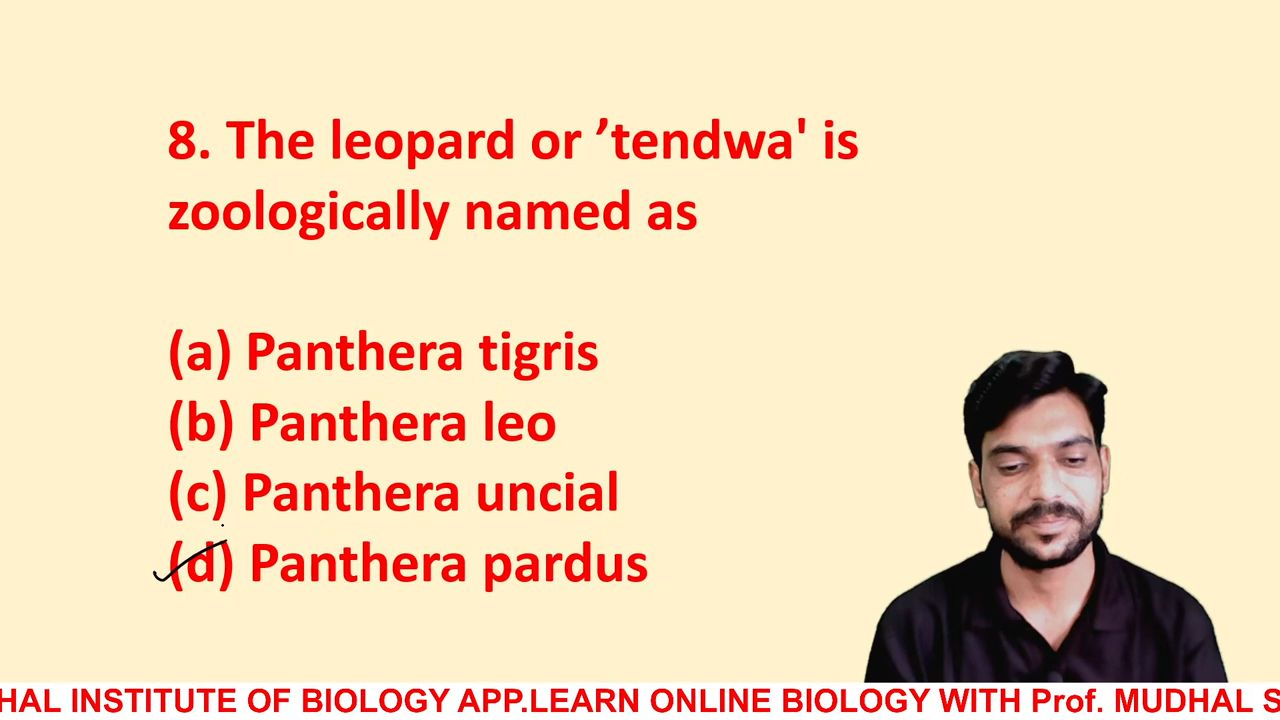 8. The leopard or ’tendwa' is
zoologically named as
(a) Panthera tigris
(b) Panthera leo
(c) Panthera uncial
(d) Panthera pardus
HAL INSTITUTE OF BIOLOGY APP.LEARN ONLINE BIOLOGY WITH Prof. MUDHAL S